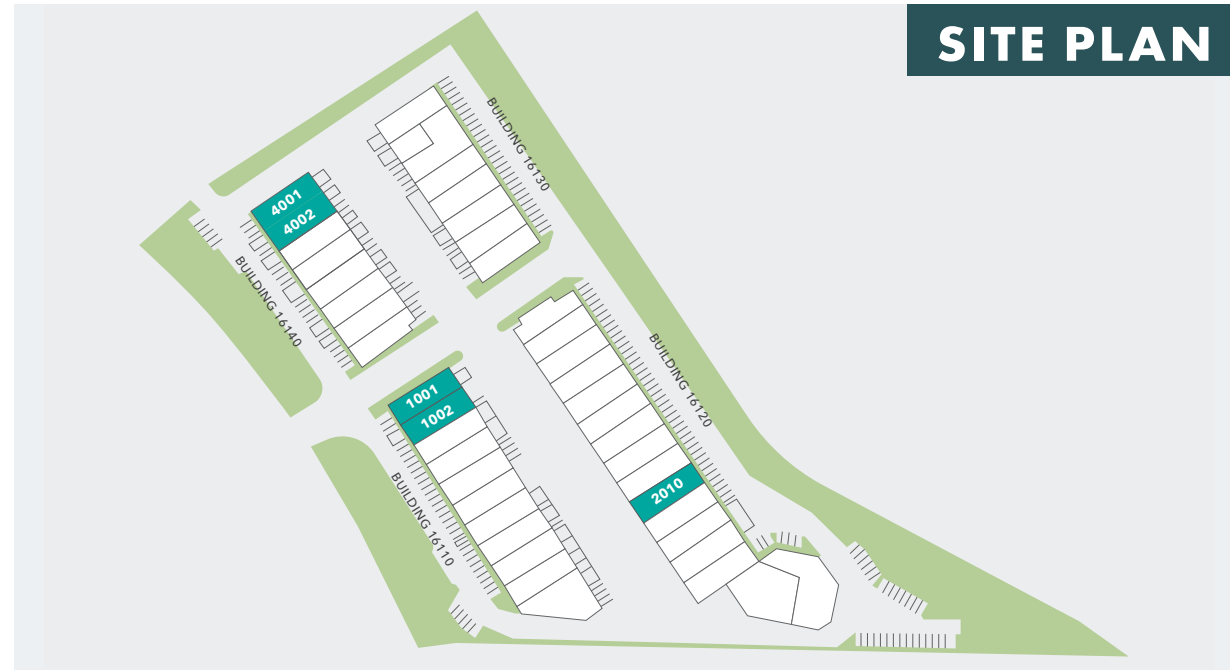 SITE PLAN
BUILDING 16130
4001
4002
BUILDING 16140
BUILDING 16120
1001
1002
2010
BUILDING 16110